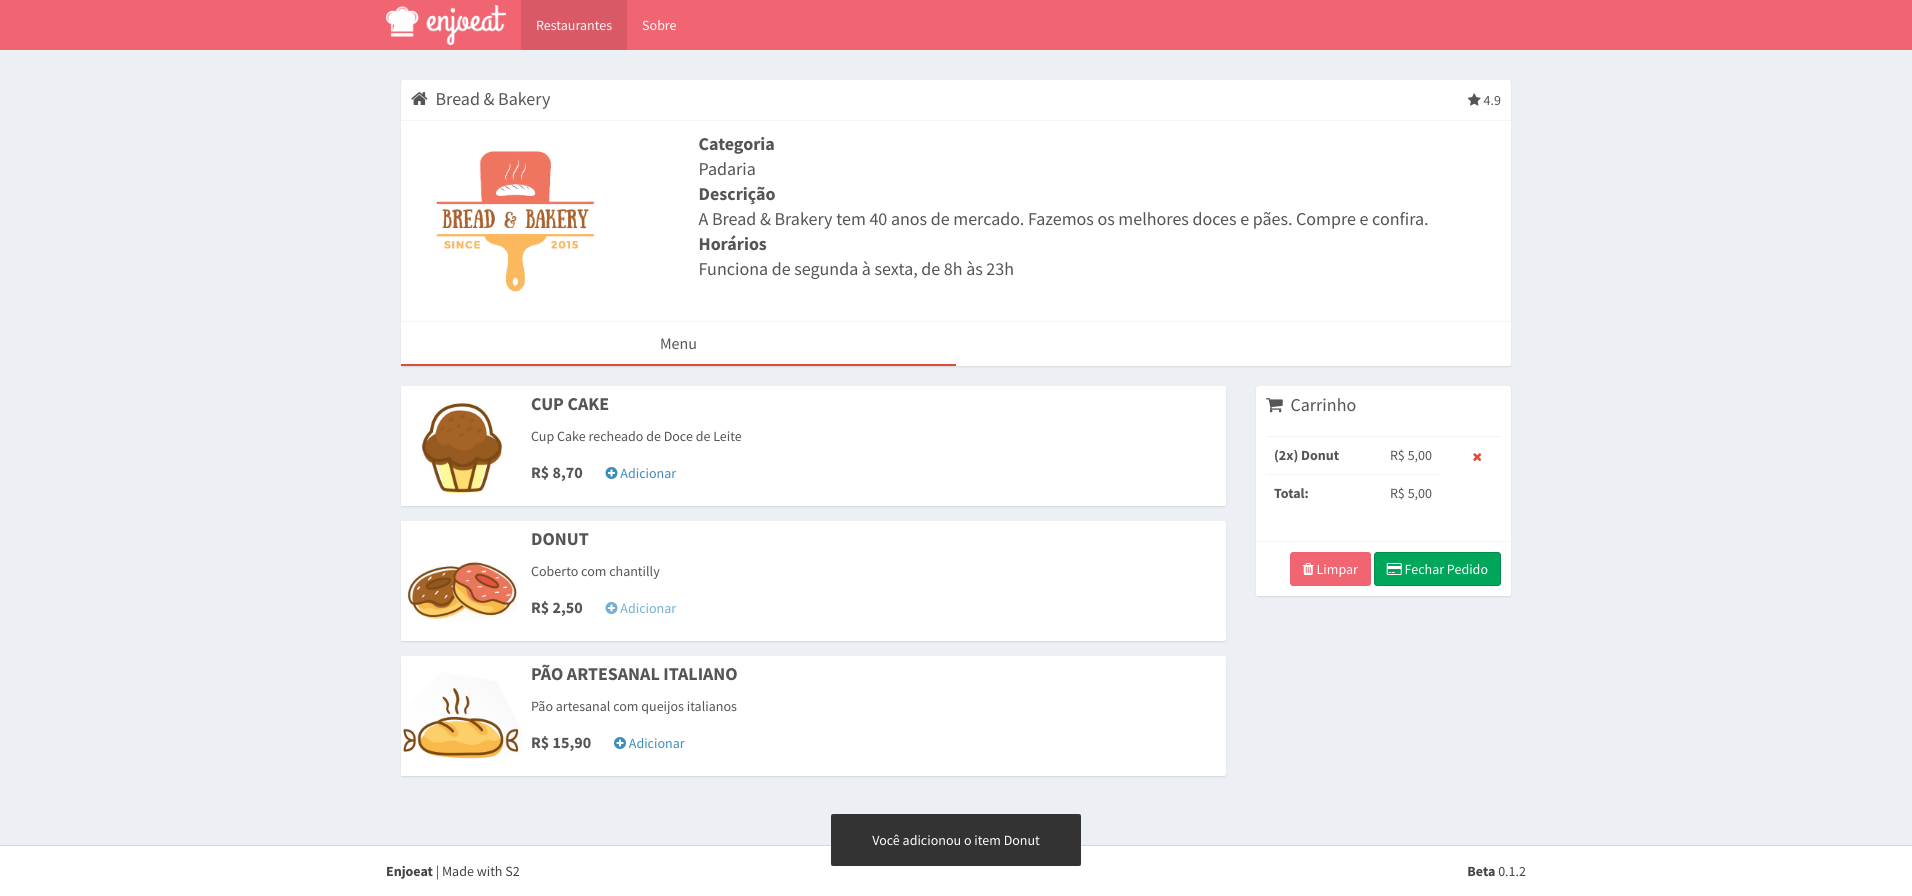 enjoeat
Restaurantes
Sobre
Bread & Bakery
4.9
BREAD & BAKERY
SINCE 2015
Categoria
Padaria
Descrição
A Bread & Brakery tem 40 anos de mercado. Fazemos os melhores doces e pães. Compre e confira.
Horários
Funciona de segunda à sexta, de 8h às 23h
Menu
CUP CAKE
Cup Cake recheado de Doce de Leite
R$ 8,70 Adicionar
DONUT
Coberto com chantilly
R$ 2,50 Adicionar
PÃO ARTESANAL ITALIANO
Pão artesanal com queijos italianos
R$ 15,90 Adicionar
Carrinho
(2x) Donut R$ 5,00
Total: R$ 5,00
Limpar Fechar Pedido
Você adicionou o item Donut
Enjoeat | Made with S2
Beta 0.1.2